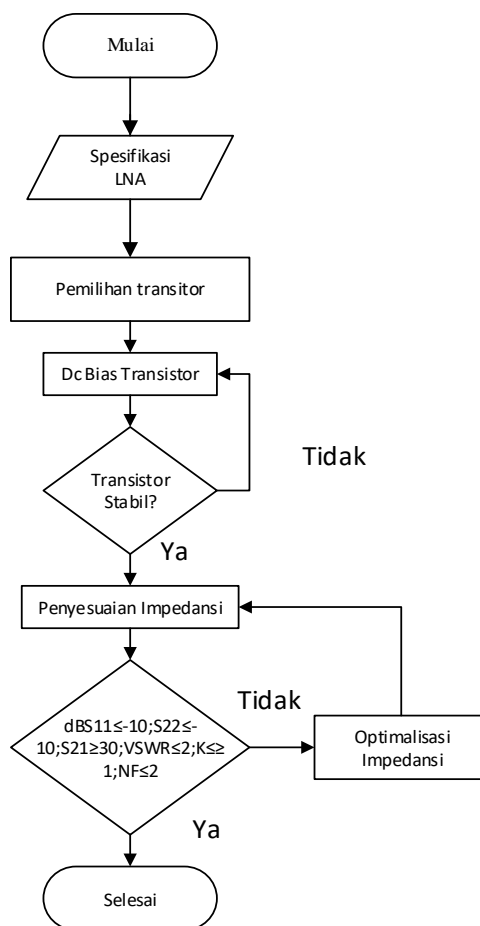 Mulai
Spesifikasi
LNA
Pemilihan transitor
Dc Bias Transistor
Transistor
Stabil?
Tidak
Ya
Penyesuaian Impedansi
dBS11≤-10;S22≤-
10;S21≥30;VSWR≤2;K≤≥
1;NF≤2
Tidak
Optimalisasi
Impedansi
Ya
Selesai